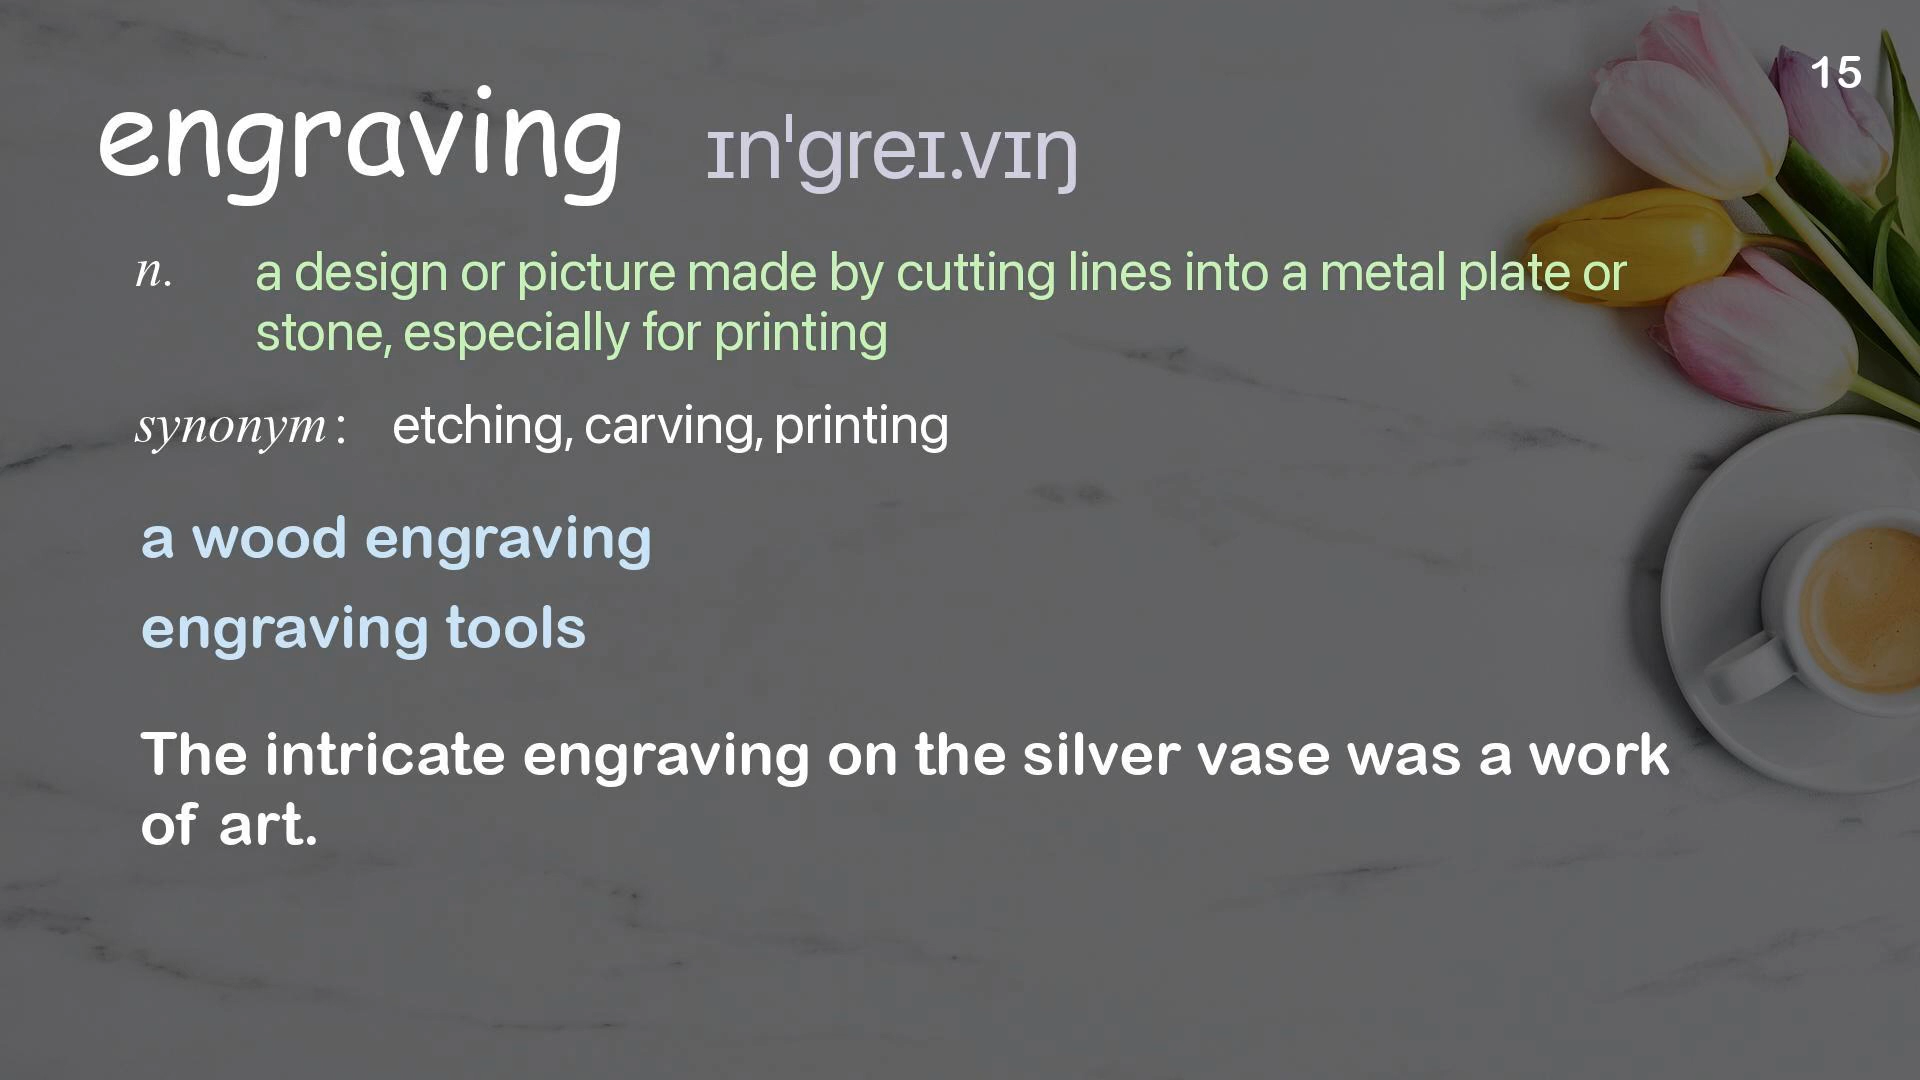 15
engraving ɪnˈgreɪ.vɪŋ
n. a design or picture made by cutting lines into a metal plate or
stone, especially for printing
synonym: etching, carving, printing
a wood engraving
engraving tools
The intricate engraving on the silver vase was a work
of art.